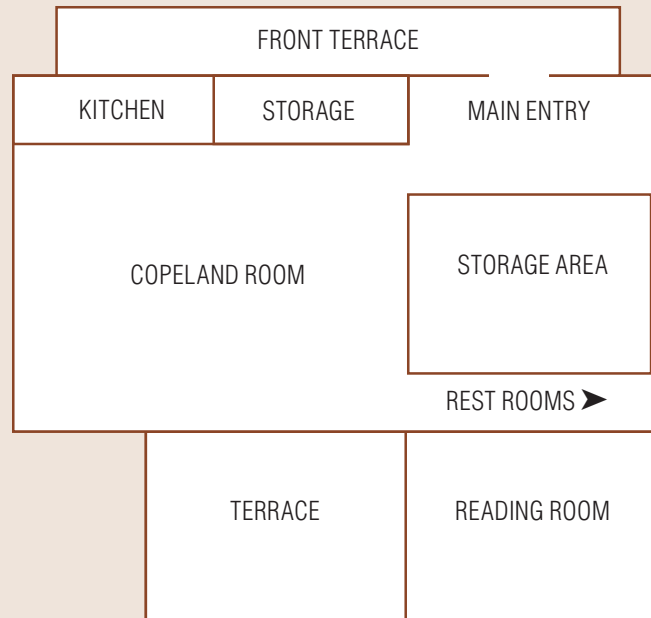 FRONT TERRACE
KITCHEN
STORAGE
MAIN ENTRY
COPELAND ROOM
STORAGE AREA
REST ROOMS ➤
TERRACE
READING ROOM